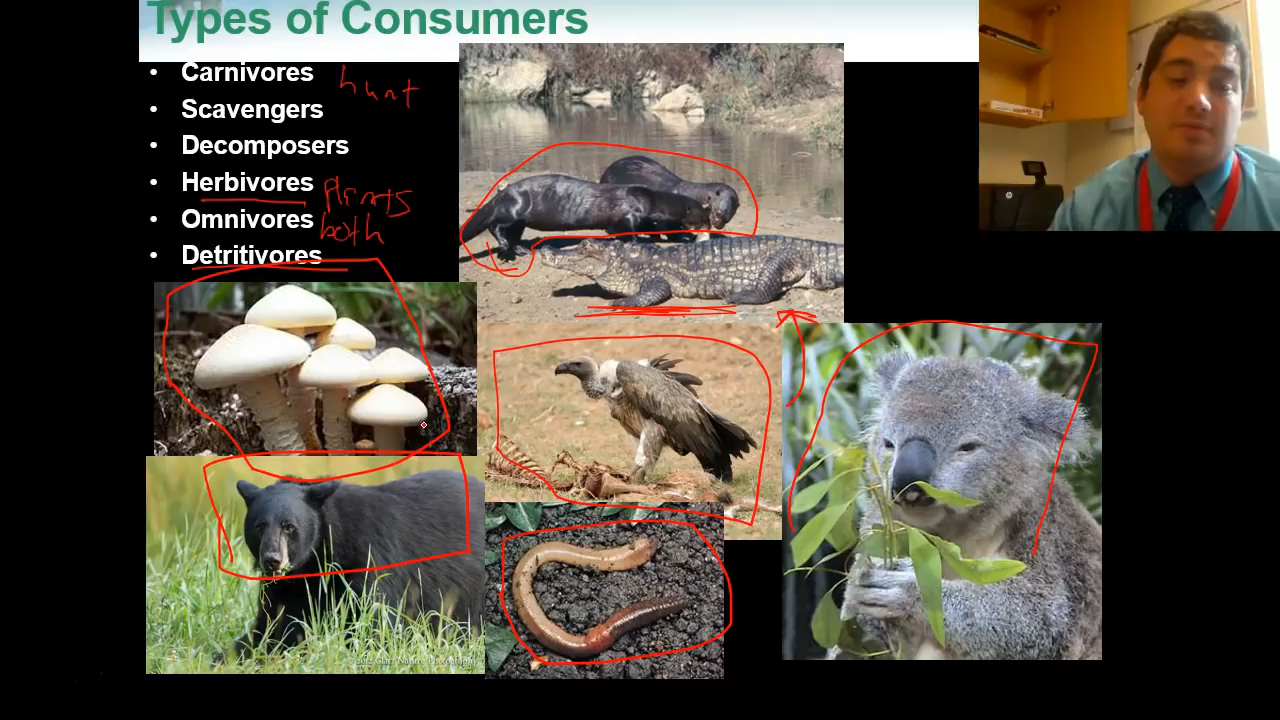 Types of Consumers
• Carnivores hunt
• Scavengers
• Decomposers
• Herbivores Plants
• Omnivores both
• Detritivores